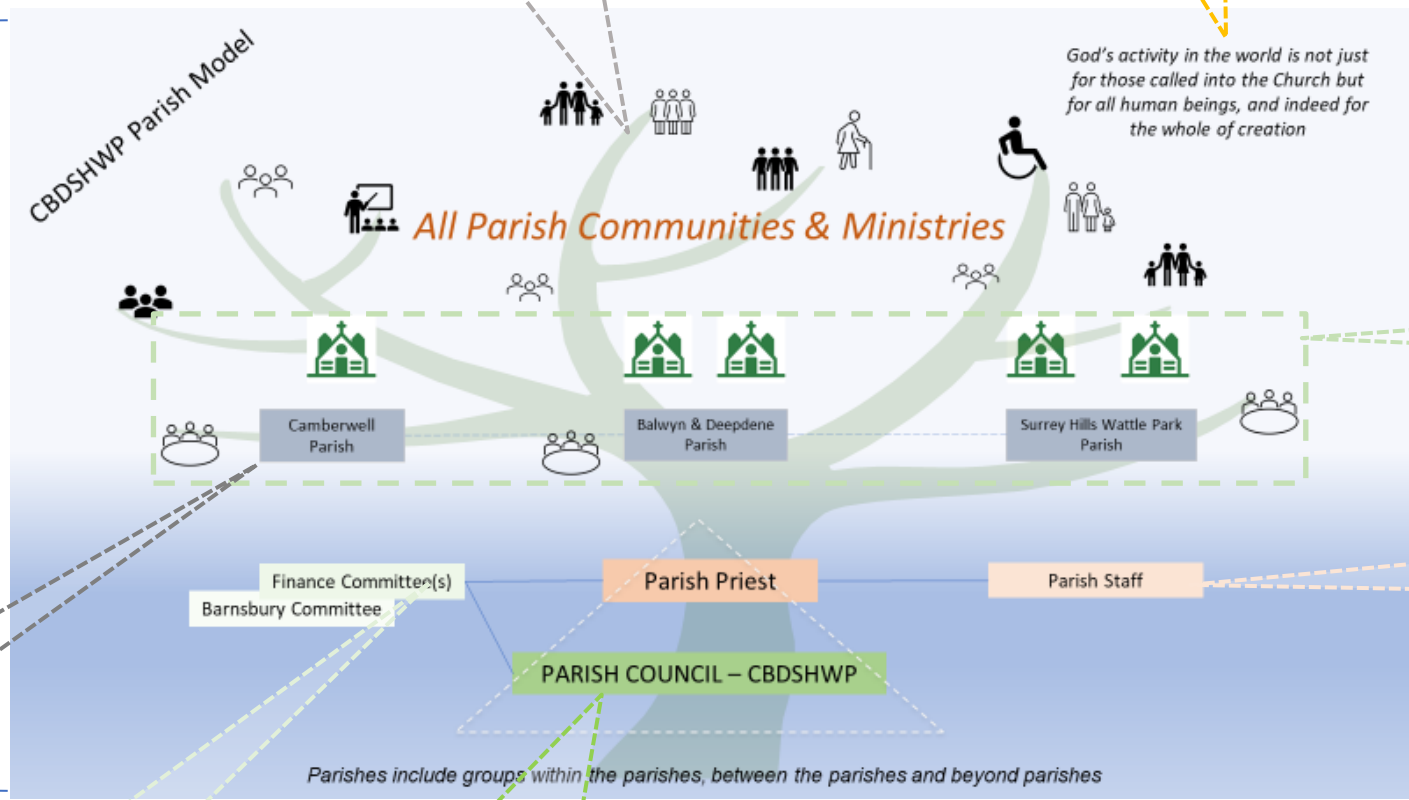 CBDSHWP Parish Model
God's activity in the world is not just
for those called into the Church but
for all human beings, and indeed for
the whole of creation
All Parish Communities & Ministries
Camberwell
Parish
Balwyn & Deepdene
Parish
Surrey Hills Wattle Park
Parish
Finance Committee(s)
Barnsbury Committee
Parish Priest
Parish Staff
PARISH COUNCIL – CBDSHWP
Parishes include groups within the parishes, between the parishes and beyond parishes